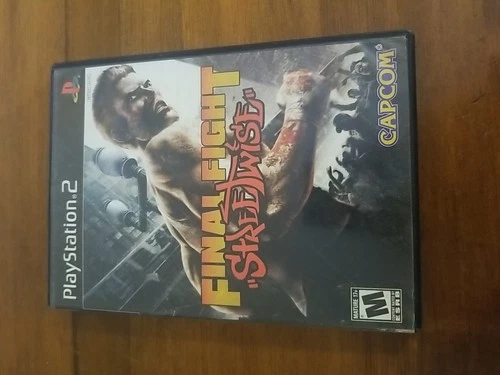 PlayStation®2
FINAL FIGHT
"STREETWISE"
CAPCOM®
MATURE 17+
M
ESRB